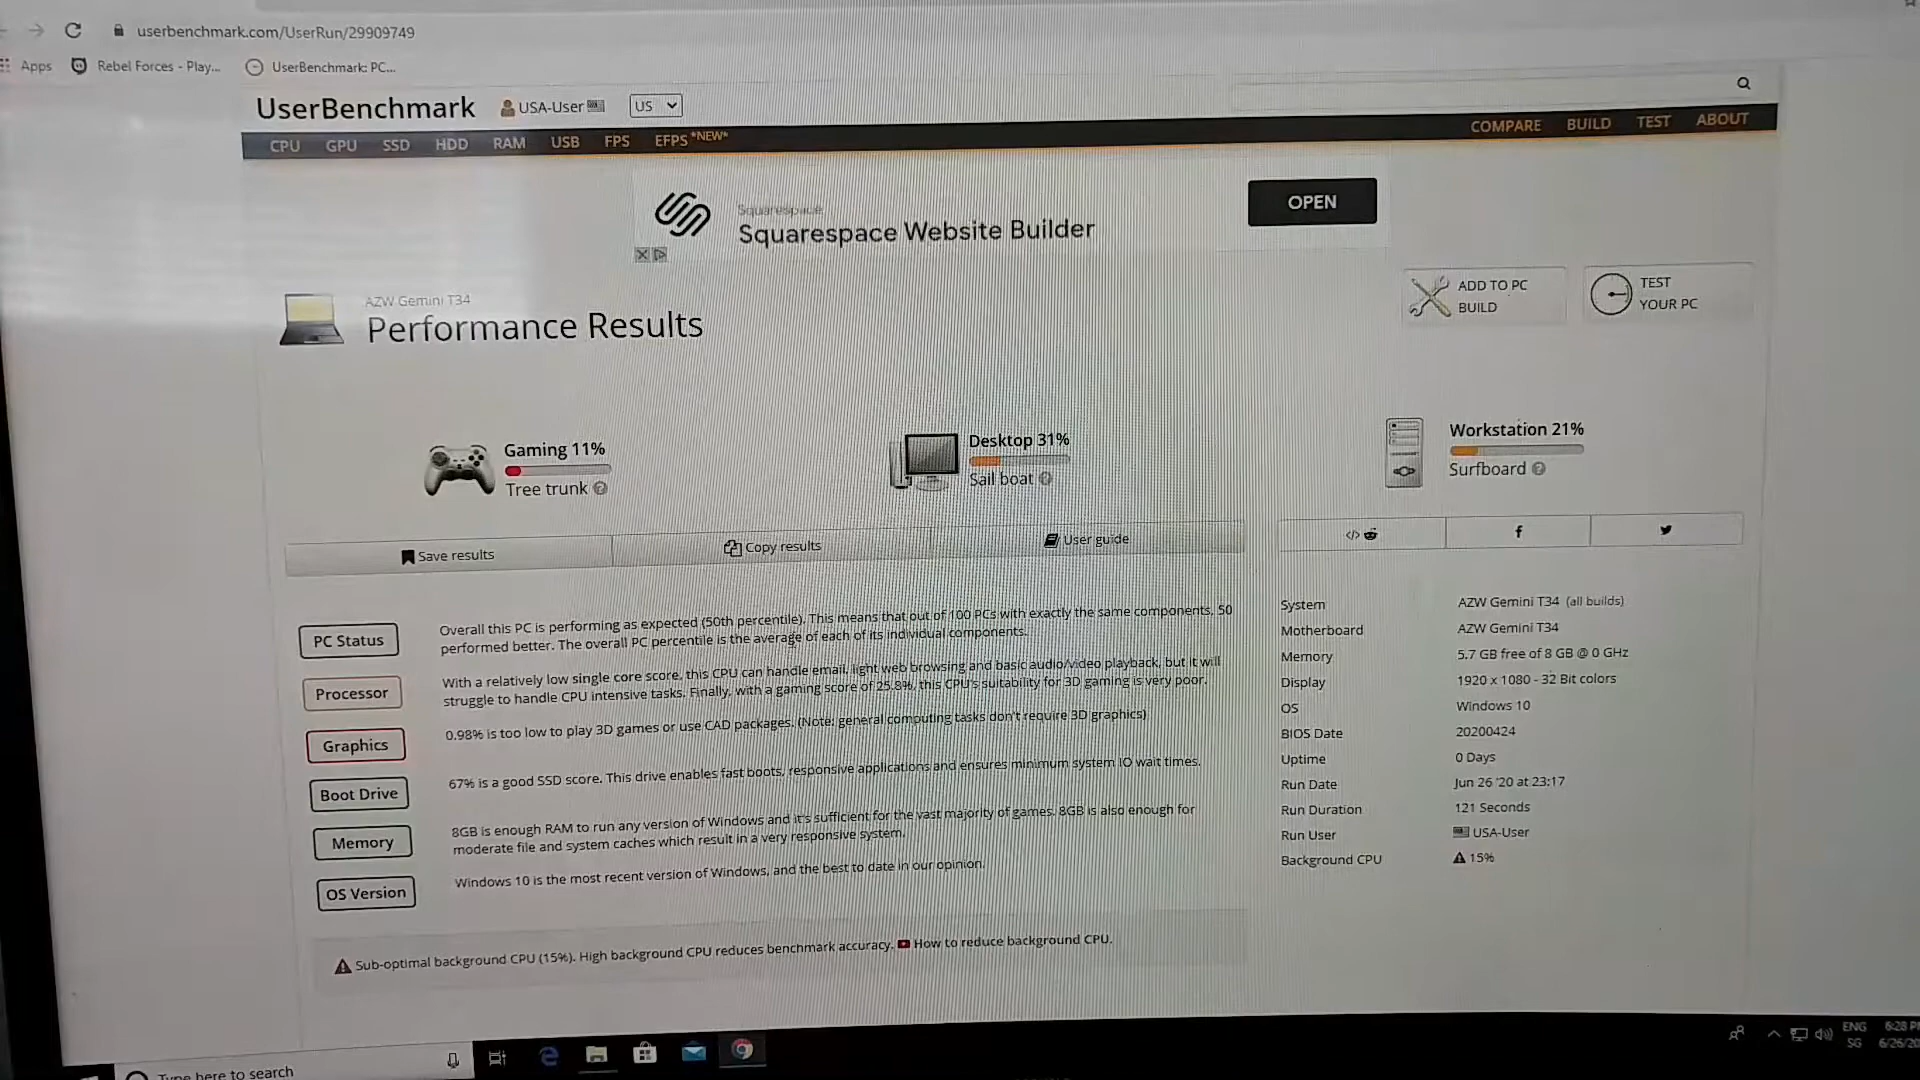 userbenchmark.com/UserRun/29909749
Apps
Rebel Forces - Play...
UserBenchmark: PC...
UserBenchmark
USA-User
US
CPU
GPU
SSD
HDD
RAM
USB
FPS
EFPS *NEW*
COMPARE
BUILD
TEST
ABOUT
Squarespace
Squarespace Website Builder
OPEN
AZW Gemini T34
Performance Results
ADD TO PC
BUILD
TEST
YOUR PC
Gaming 11%
Tree trunk
Desktop 31%
Sail boat
Workstation 21%
Surfboard
Save results
Copy results
User guide
PC Status
Overall this PC is performing as expected (50th percentile). This means that out of 100 PCs with exactly the same components, 50
performed better. The overall PC percentile is the average of each of its individual components.
Processor
With a relatively low single core score, this CPU can handle email, light web browsing and basic audio/video playback, but it will
struggle to handle CPU intensive tasks. Finally, with a gaming score of 25.8%, this CPU's suitability for 3D gaming is very poor.
Graphics
0.98% is too low to play 3D games or use CAD packages. (Note: general computing tasks don't require 3D graphics)
Boot Drive
67% is a good SSD score. This drive enables fast boots, responsive applications and ensures minimum system IO wait times.
Memory
8GB is enough RAM to run any version of Windows and it's sufficient for the vast majority of games. 8GB is also enough for
moderate file and system caches which result in a very responsive system.
OS Version
Windows 10 is the most recent version of Windows, and the best to date in our opinion.
System AZW Gemini T34 (all builds)
Motherboard AZW Gemini T34
Memory 5.7 GB free of 8 GB @ 0 GHz
Display 1920 x 1080 - 32 Bit colors
OS Windows 10
BIOS Date 20200424
Uptime 0 Days
Run Date Jun 26 '20 at 23:17
Run Duration 121 Seconds
Run User USA-User
Background CPU 15%
Sub-optimal background CPU (15%). High background CPU reduces benchmark accuracy. How to reduce background CPU.
Type here to search
ENG
SG
6:28
6/26/20